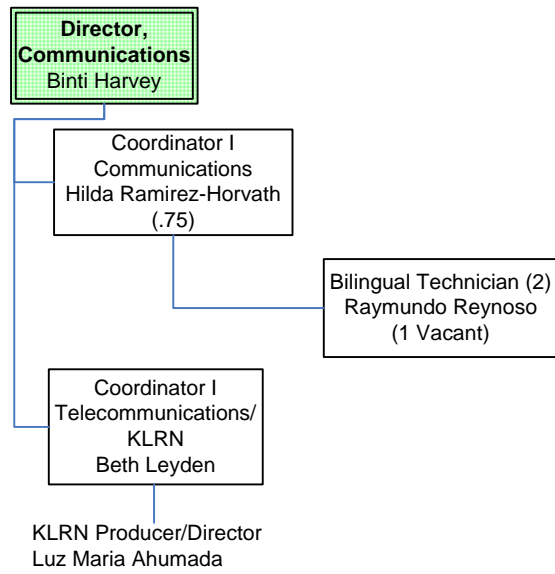 Director,
Communications
Binti Harvey
Coordinator I
Communications
Hilda Ramirez-Horvath
(.75)
Bilingual Technician (2)
Raymundo Reynoso
(1 Vacant)
Coordinator I
Telecommunications/
KLRN
Beth Leyden
KLRN Producer/Director
Luz Maria Ahumada